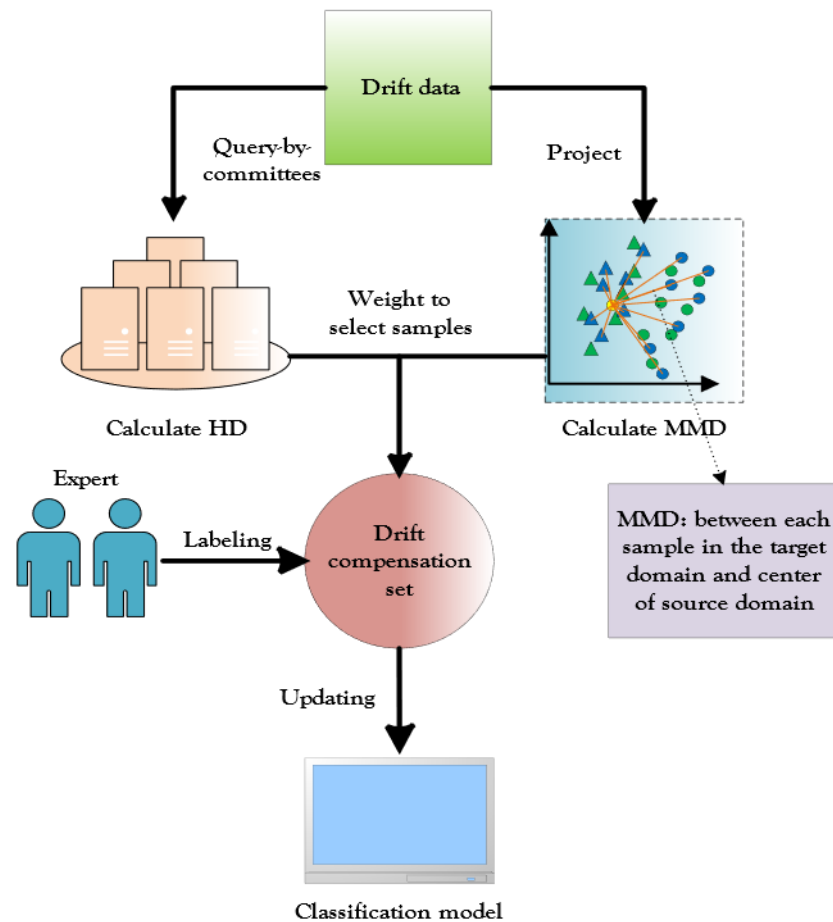 Drift data
Query-by-
committees
Project
Weight to
select samples
Calculate HD
Calculate MMD
Expert
Labeling
Drift
compensation
set
MMD: between each
sample in the target
domain and center
of source domain
Updating
Classification model